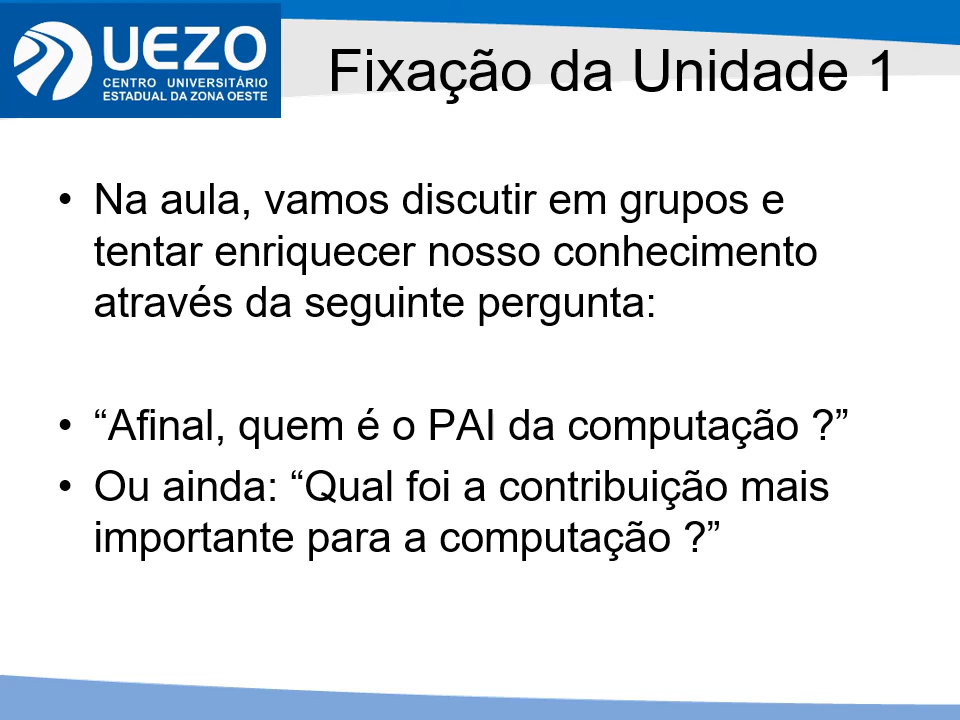 UEZO
CENTRO UNIVERSITÁRIO
ESTADUAL DA ZONA OESTE
Fixação da Unidade 1
• Na aula, vamos discutir em grupos e
tentar enriquecer nosso conhecimento
através da seguinte pergunta:
• “Afinal, quem é o PAI da computação ?”
• Ou ainda: “Qual foi a contribuição mais
importante para a computação ?”